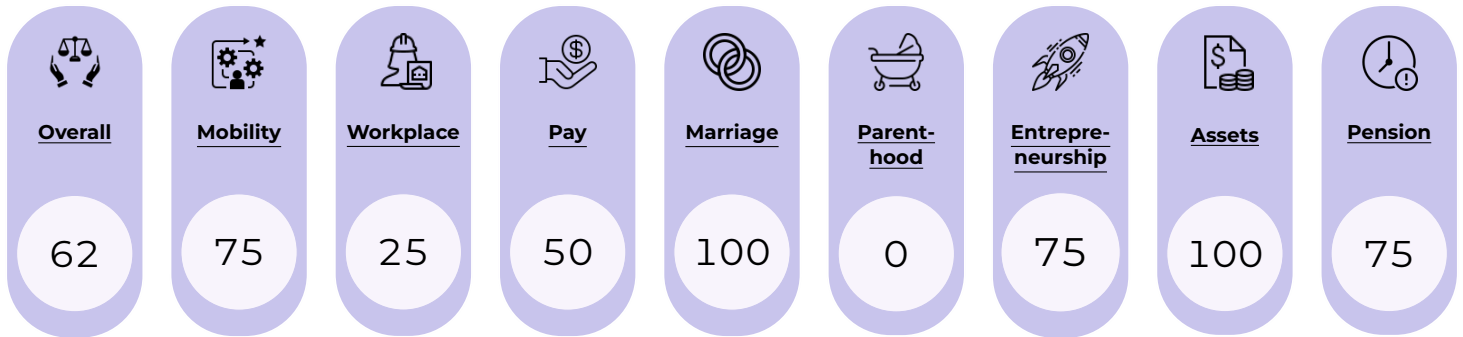 Overall
62
Mobility
75
Workplace
25
Pay
50
Marriage
100
Parent-
hood
0
Entrepre-
neurship
75
Assets
100
Pension
75